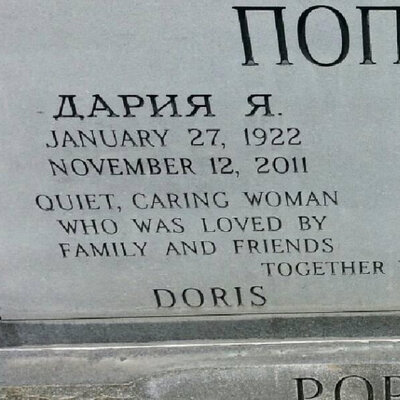 ПОП
ДАРИЯ Я.
JANUARY 27, 1922
NOVEMBER 12, 2011
QUIET, CARING WOMAN
WHO WAS LOVED BY
FAMILY AND FRIENDS
TOGETHER
DORIS
POP